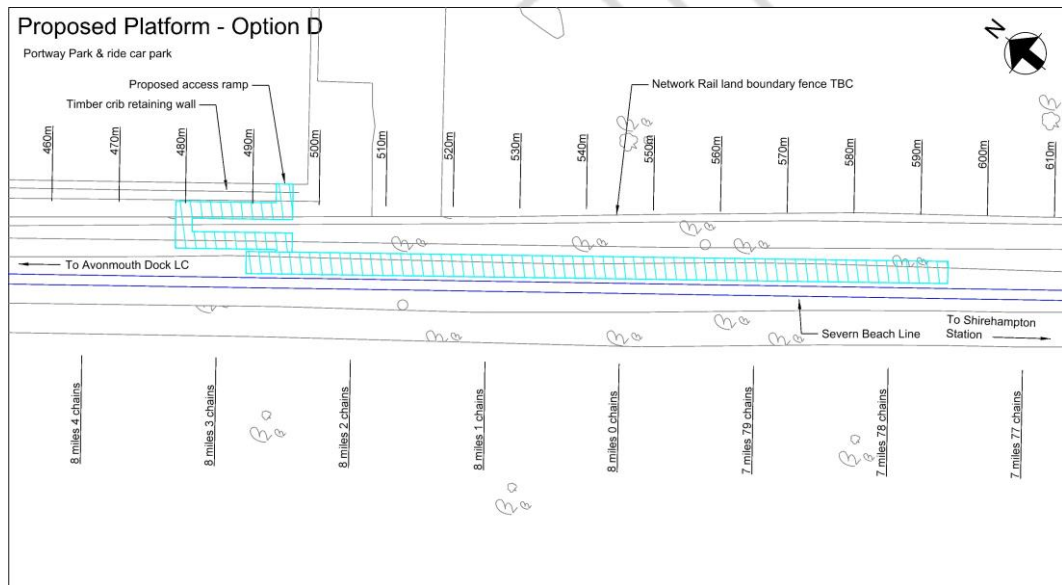 Proposed Platform - Option D
Portway Park & ride car park
N
Proposed access ramp
Timber crib retaining wall
Network Rail land boundary fence TBC
460m
470m
480m
490m
500m
510m
520m
530m
540m
550m
560m
570m
580m
590m
600m
610m
To Avonmouth Dock LC
Severn Beach Line
To Shirehampton
Station
8 miles 4 chains
8 miles 3 chains
8 miles 2 chains
8 miles 1 chains
8 miles 0 chains
7 miles 79 chains
7 miles 78 chains
7 miles 77 chains